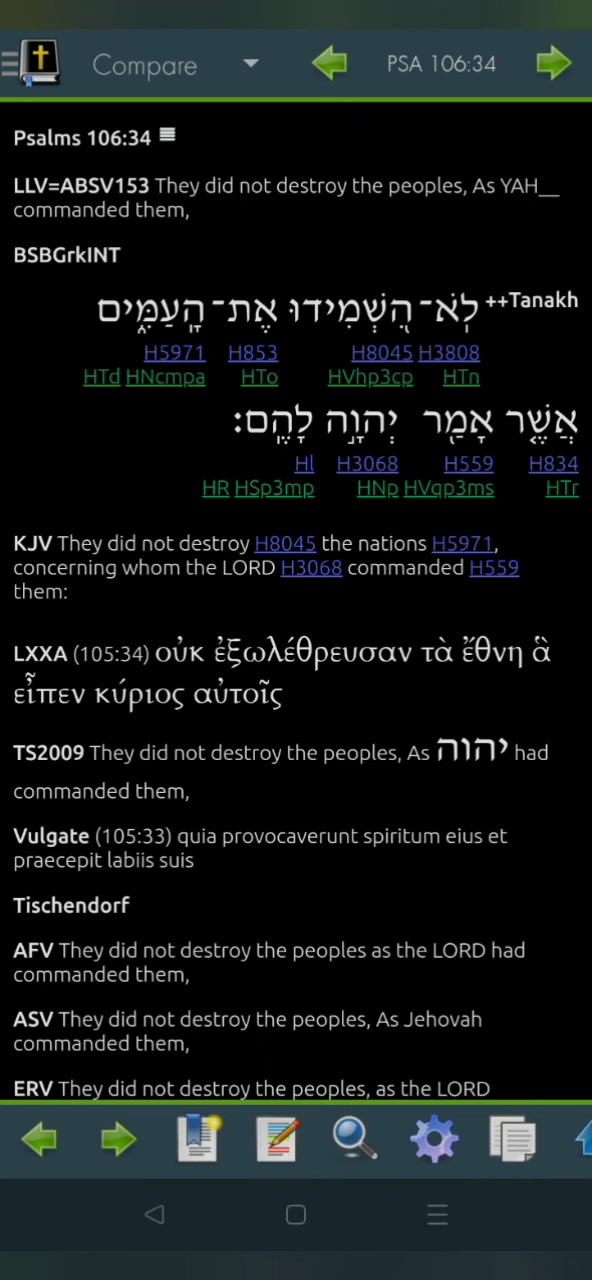 Compare
PSA 106:34
Psalms 106:34
LLV=ABSV153 They did not destroy the peoples, As YAH__
commanded them,
BSBGrkINT
++Tanakh לֹֽא־הִ֭שְׁמִידוּ אֶת־הָֽעַמִּ֑ים
H5971 H853 H8045 H3808
HTd HNcmpa HTo HVhp3cp HTn
אֲשֶׁ֤ר אָמַ֖ר יְהוָ֣ה לָהֶֽם׃
Hl H3068 H559 H834
HR HSp3mp HNp HVqp3ms HTr
KJV They did not destroy H8045 the nations H5971,
concerning whom the LORD H3068 commanded H559
them:
LXXA (105:34) οὐκ ἐξωλέθρευσαν τὰ ἔθνη ἃ
εἶπεν κύριος αὐτοῖς
TS2009 They did not destroy the peoples, As יהוה had
commanded them,
Vulgate (105:33) quia provocaverunt spiritum eius et
praecepit labiis suis
Tischendorf
AFV They did not destroy the peoples as the LORD had
commanded them,
ASV They did not destroy the peoples, As Jehovah
commanded them,
ERV They did not destroy the peoples, as the LORD